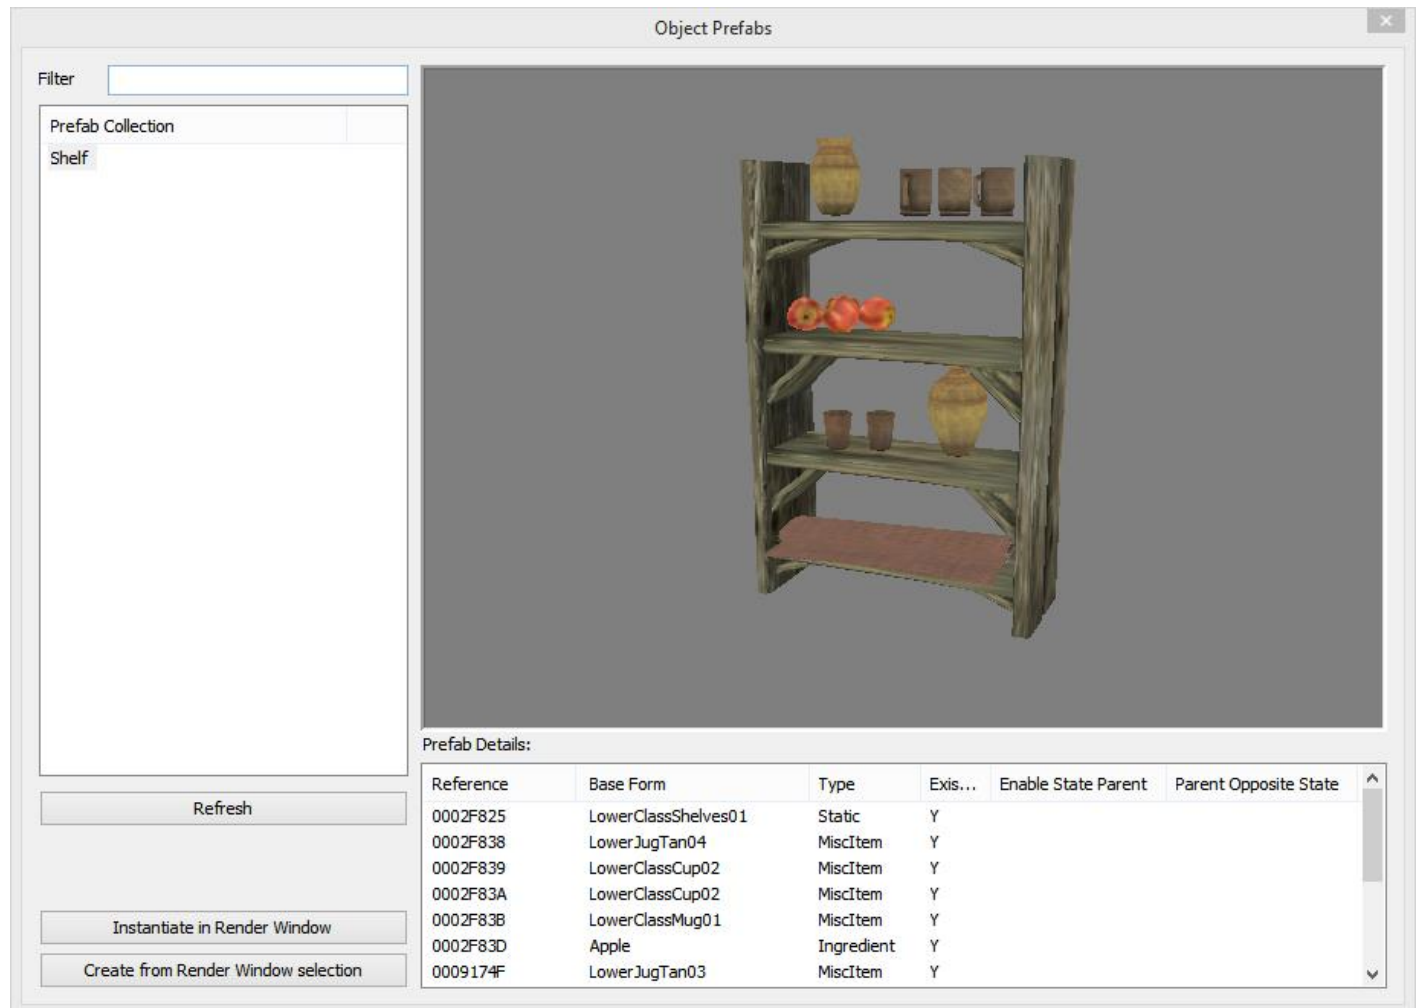 Object Prefabs
Filter
Prefab Collection
Shelf
Refresh
Instantiate in Render Window
Create from Render Window selection
Prefab Details:
Reference Base Form Type Exis... Enable State Parent Parent Opposite State
0002F825 LowerClassShelves01 Static Y
0002F838 LowerJugTan04 MiscItem Y
0002F839 LowerClassCup02 MiscItem Y
0002F83A LowerClassCup02 MiscItem Y
0002F83B LowerClassMug01 MiscItem Y
0002F83D Apple Ingredient Y
0009174F LowerJugTan03 MiscItem Y